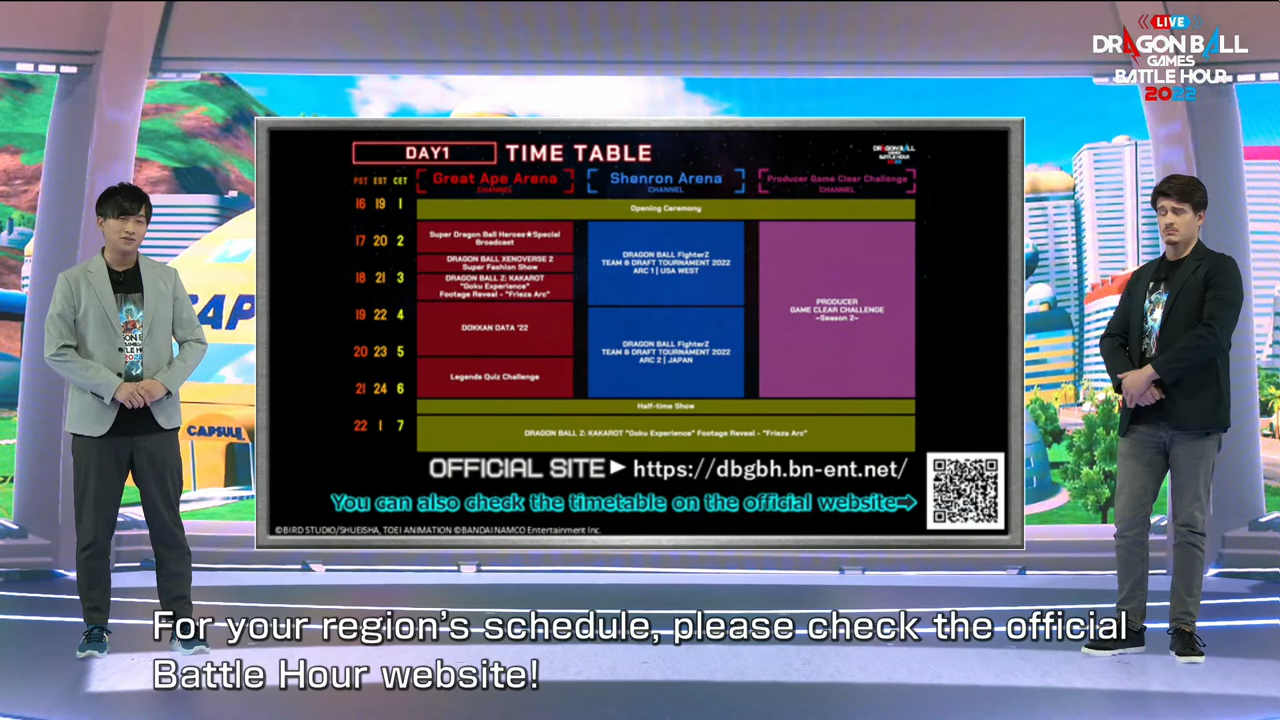 LIVE
DRAGON BALL
GAMES
BATTLE HOUR
2022
DAY1
TIME TABLE
DRAGON BALL
GAMES
BATTLE HOUR
2022
PST EST CET
Great Ape Arena
CHANNEL
Shenron Arena
CHANNEL
Producer Game Clear Challenge
CHANNEL
16 19 1
Opening Ceremony
17 20 2
Super Dragon Ball Heroes★Special
Broadcast
DRAGON BALL XENOVERSE 2
Super Fashion Show
18 21 3
DRAGON BALL Z: KAKAROT
"Goku Experience"
Footage Reveal - "Frieza Arc"
19 22 4
DOKKAN DATA '22
20 23 5
Legends Quiz Challenge
21 24 6
DRAGON BALL FighterZ
TEAM & DRAFT TOURNAMENT 2022
ARC 1 | USA WEST
DRAGON BALL FighterZ
TEAM & DRAFT TOURNAMENT 2022
ARC 2 | JAPAN
PRODUCER
GAME CLEAR CHALLENGE
~Season 2~
Half-time Show
22 1 7
DRAGON BALL Z: KAKAROT "Goku Experience" Footage Reveal - "Frieza Arc"
OFFICIAL SITE ▶ https://dbgbh.bn-ent.net/
You can also check the timetable on the official website➡
©BIRD STUDIO/SHUEISHA, TOEI ANIMATION ©BANDAI NAMCO Entertainment Inc.
CAP
CAPSULE
For your region's schedule, please check the official
Battle Hour website!